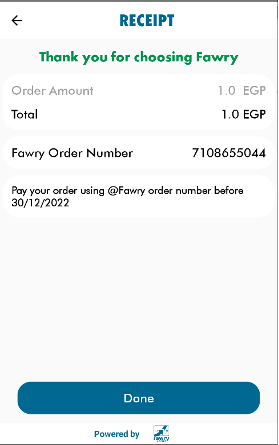 RECEIPT
Thank you for choosing Fawry
Order Amount 1.0 EGP
Total 1.0 EGP
Fawry Order Number 7108655044
Pay your order using @Fawry order number before
30/12/2022
Done
Powered by